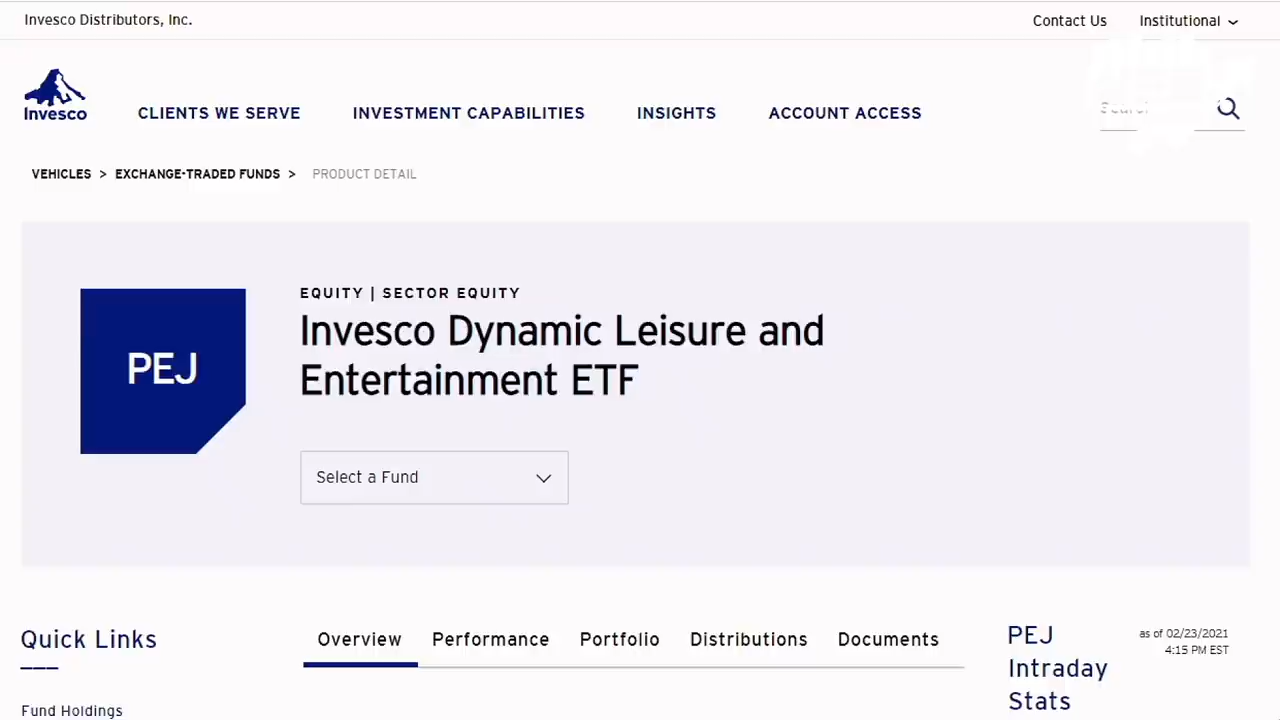 Invesco Distributors, Inc.
Contact Us
Institutional
Invesco
CLIENTS WE SERVE
INVESTMENT CAPABILITIES
INSIGHTS
ACCOUNT ACCESS
VEHICLES > EXCHANGE-TRADED FUNDS > PRODUCT DETAIL
PEJ
EQUITY | SECTOR EQUITY
Invesco Dynamic Leisure and
Entertainment ETF
Select a Fund
Quick Links
Fund Holdings
Overview
Performance
Portfolio
Distributions
Documents
PEJ
Intraday
Stats
as of 02/23/2021
4:15 PM EST